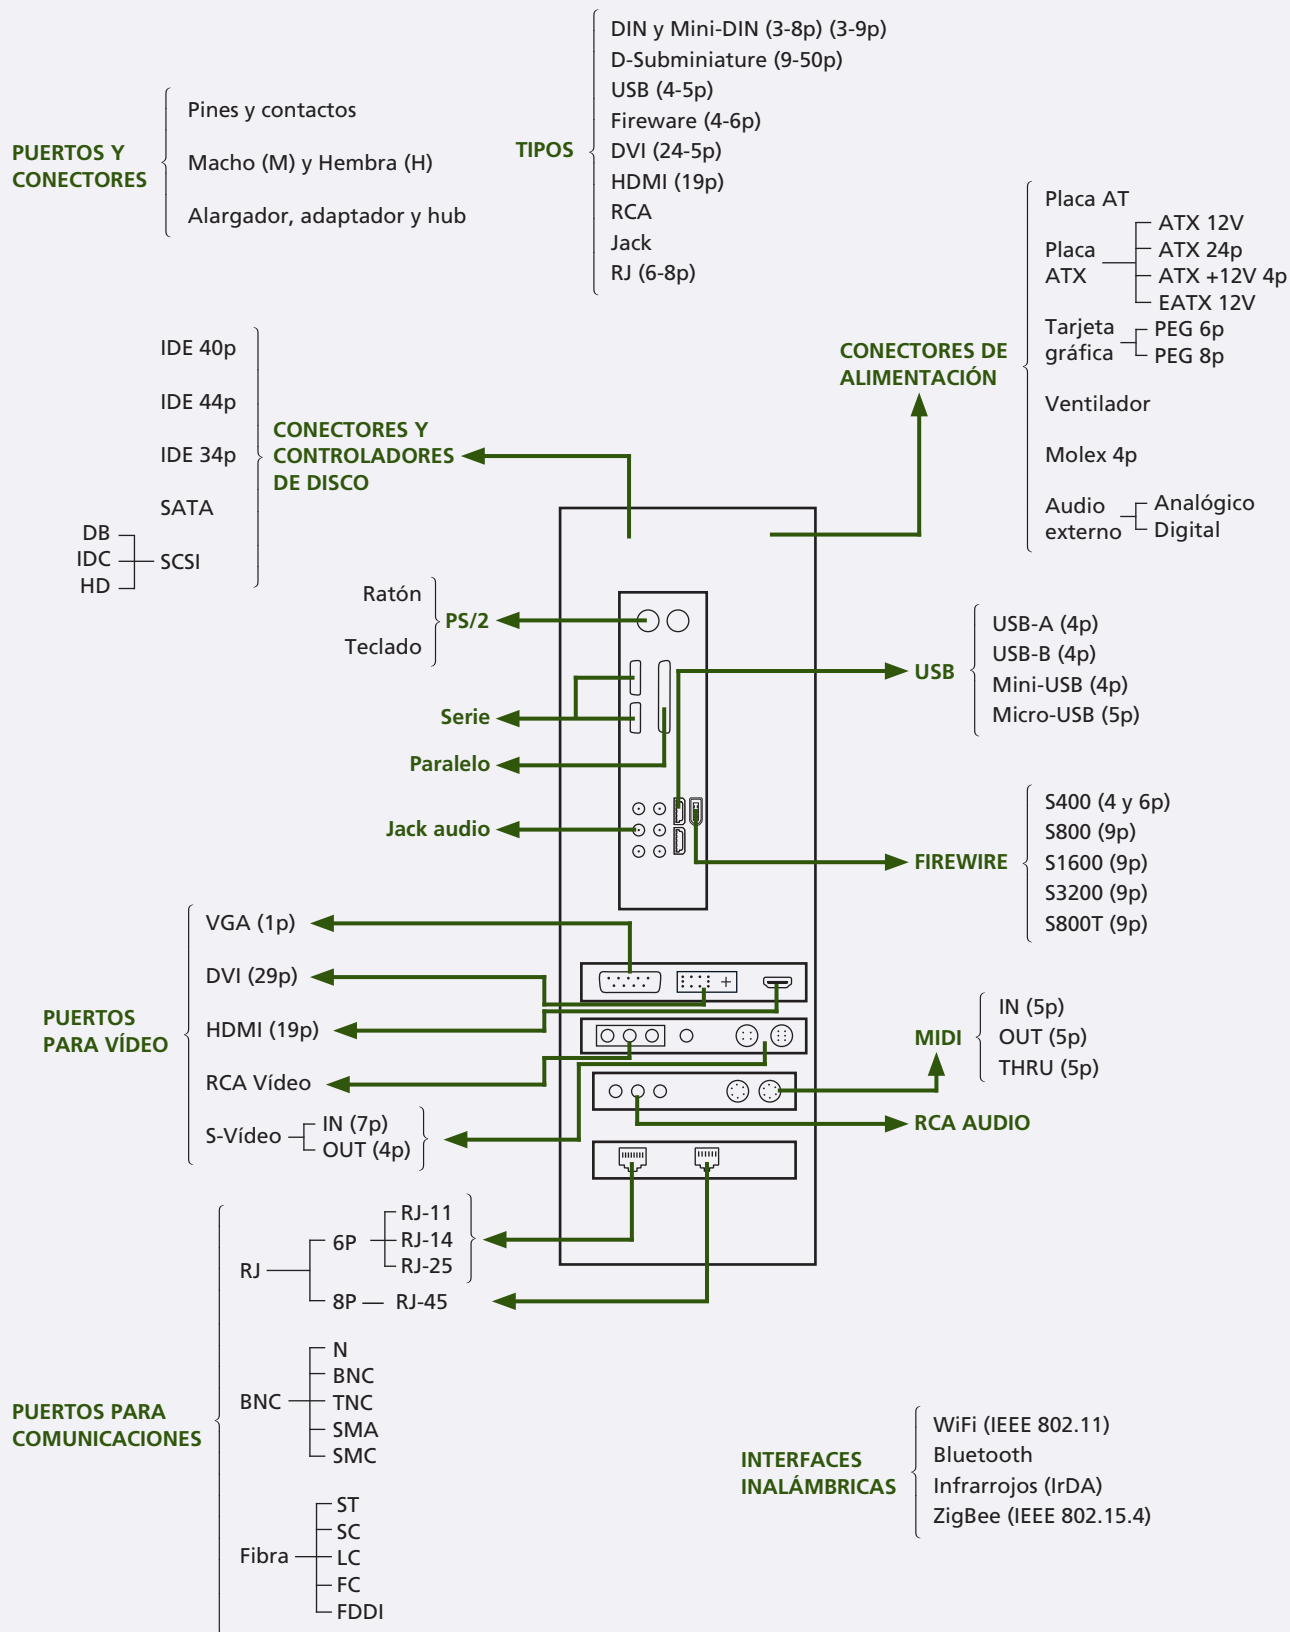 PUERTOS Y
CONECTORES
Pines y contactos
Macho (M) y Hembra (H)
Alargador, adaptador y hub
TIPOS
DIN y Mini-DIN (3-8p) (3-9p)
D-Subminiature (9-50p)
USB (4-5p)
Fireware (4-6p)
DVI (24-5p)
HDMI (19p)
RCA
Jack
RJ (6-8p)
CONECTORES DE
ALIMENTACIÓN
Placa AT
Placa
ATX
ATX 12V
ATX 24p
ATX +12V 4p
EATX 12V
Tarjeta
gráfica
PEG 6p
PEG 8p
Ventilador
Molex 4p
Audio
externo
Analógico
Digital
IDE 40p
IDE 44p
IDE 34p
SATA
SCSI
DB
IDC
HD
CONECTORES Y
CONTROLADORES
DE DISCO
Ratón
Teclado
PS/2
Serie
Paralelo
Jack audio
USB
USB-A (4p)
USB-B (4p)
Mini-USB (4p)
Micro-USB (5p)
FIREWIRE
S400 (4 y 6p)
S800 (9p)
S1600 (9p)
S3200 (9p)
S800T (9p)
PUERTOS
PARA VÍDEO
VGA (1p)
DVI (29p)
HDMI (19p)
RCA Vídeo
S-Vídeo
IN (7p)
OUT (4p)
MIDI
IN (5p)
OUT (5p)
THRU (5p)
RCA AUDIO
PUERTOS PARA
COMUNICACIONES
RJ
6P
RJ-11
RJ-14
RJ-25
8P
RJ-45
BNC
N
BNC
TNC
SMA
SMC
Fibra
ST
SC
LC
FC
FDDI
INTERFACES
INALÁMBRICAS
WiFi (IEEE 802.11)
Bluetooth
Infrarrojos (IrDA)
ZigBee (IEEE 802.15.4)